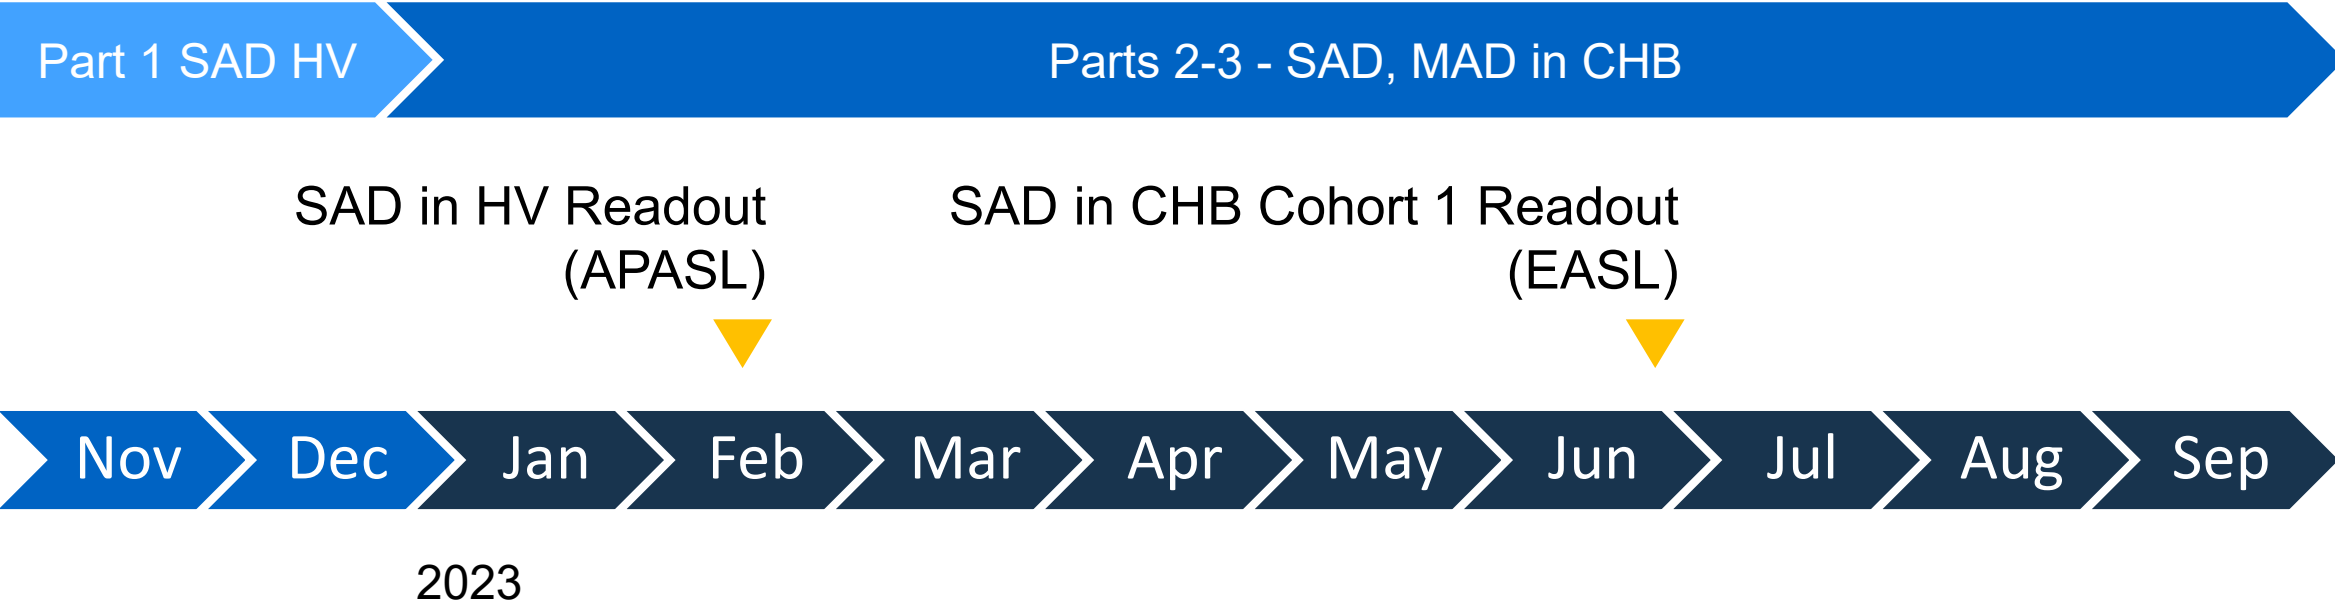 Part 1 SAD HV
Parts 2-3 - SAD, MAD in CHB
SAD in HV Readout
(APASL)
SAD in CHB Cohort 1 Readout
(EASL)
Nov
Dec
Jan
Feb
Mar
Apr
May
Jun
Jul
Aug
Sep
2023